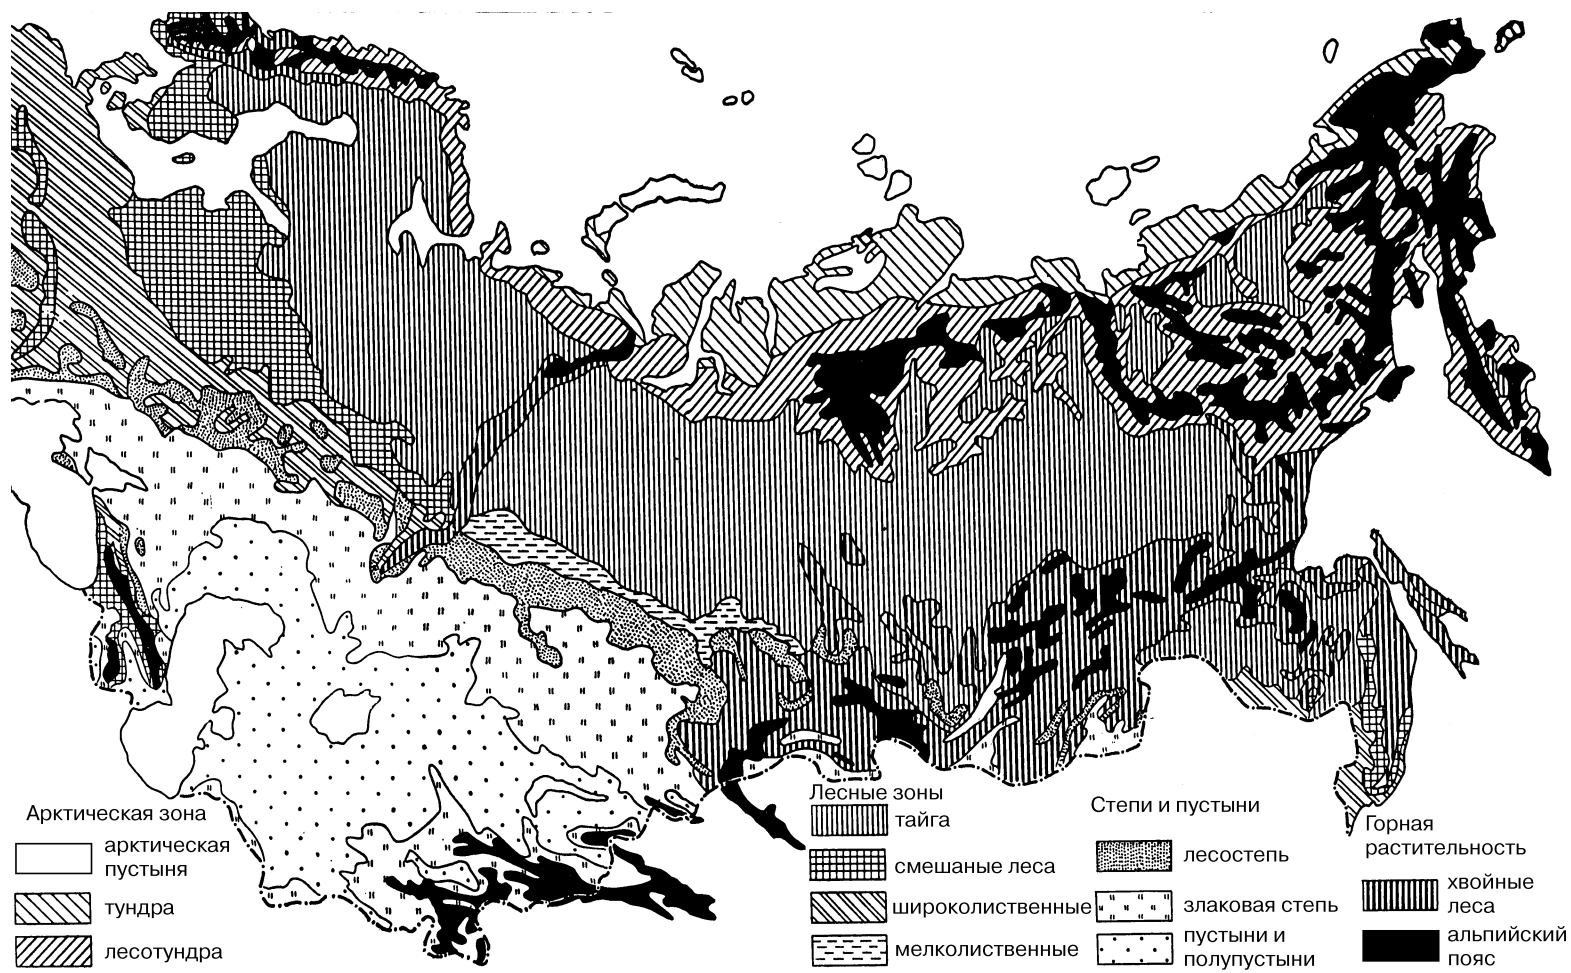 Арктическая зона
арктическая
пустыня
тундра
лесотундра
Лесные зоны
тайга
смешаные леса
широколиственные
мелколиственные
Степи и пустыни
лесостепь
злаковая степь
пустыни и
полупустыни
Горная
растительность
хвойные
леса
альпийский
пояс